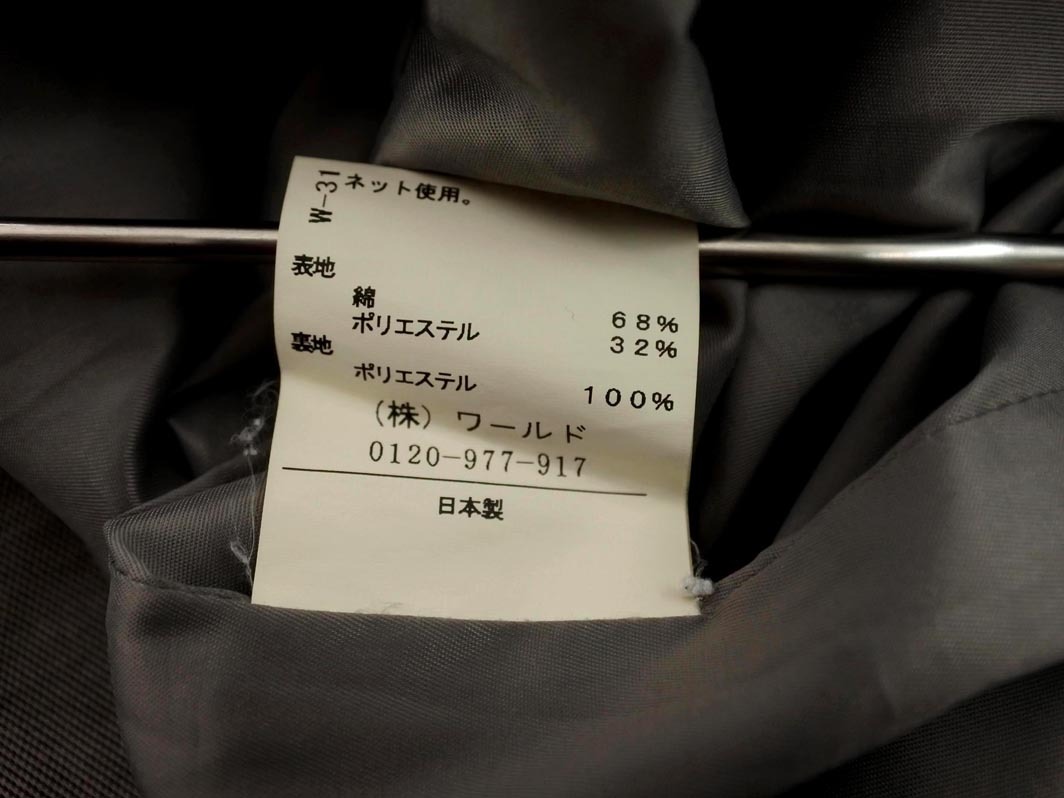 W-31
ネット使用。
表地
綿 68%
ポリエステル 32%
裏地
ポリエステル 100%
(株) ワールド
0120-977-917
日本製